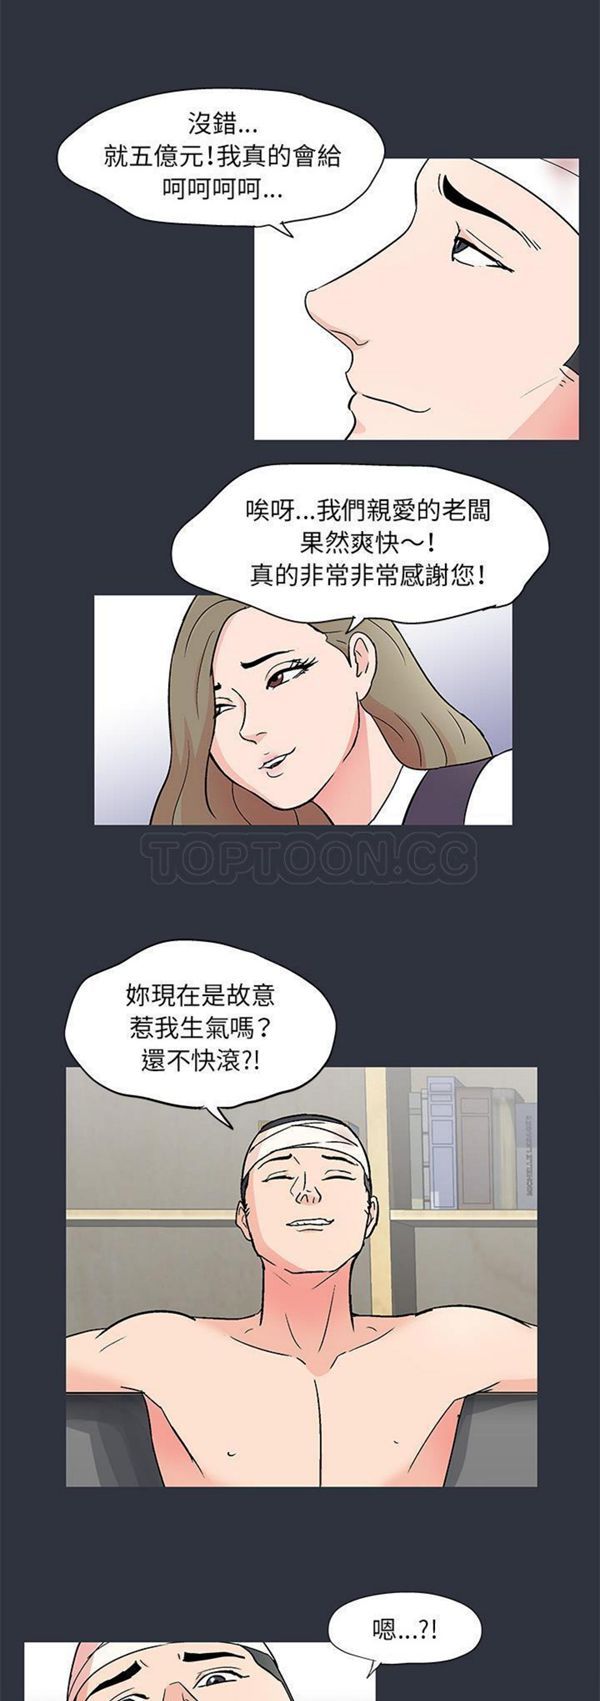 沒錯...
就五億元!我真的會給
呵呵呵呵...
唉呀...我們親愛的老闆
果然爽快～!
真的非常非常感謝您!
TOPTOON.CC
妳現在是故意
惹我生氣嗎?
還不快滾?!
嗯...?!